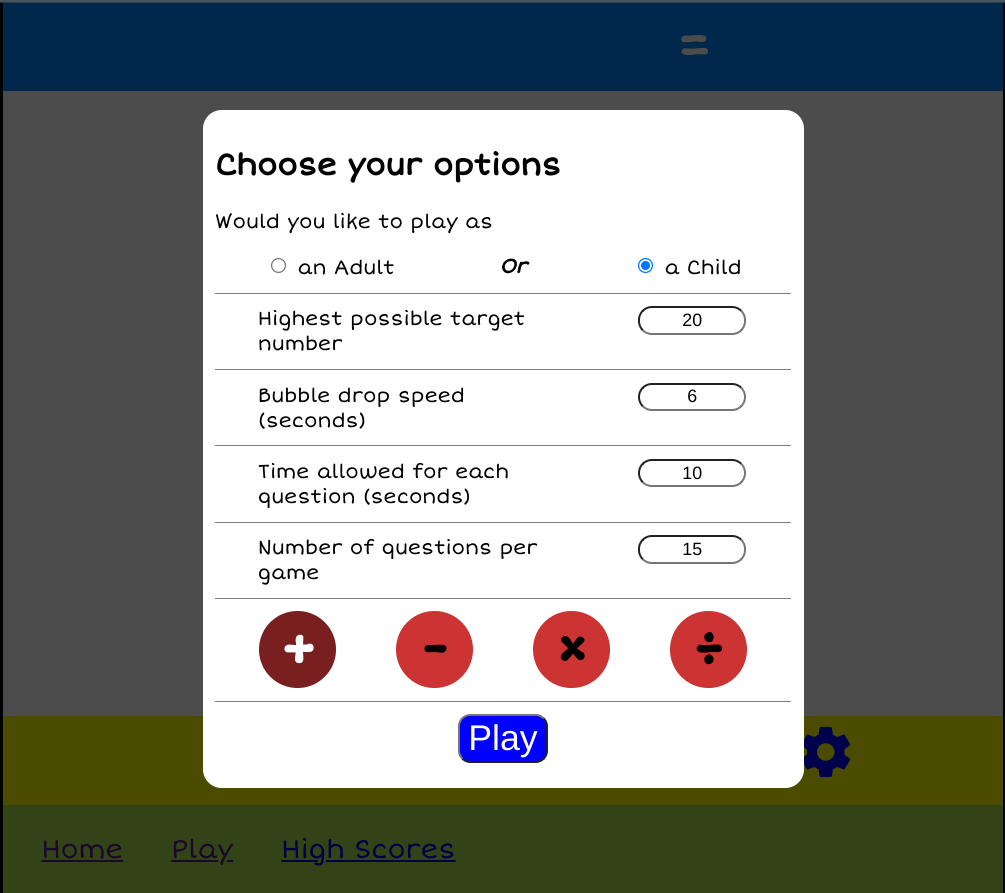 =
Choose your options
Would you like to play as
an Adult Or a Child
Highest possible target 20
number
Bubble drop speed 6
(seconds)
Time allowed for each 10
question (seconds)
Number of questions per 15
game
+ - × ÷
Play
Home Play High Scores